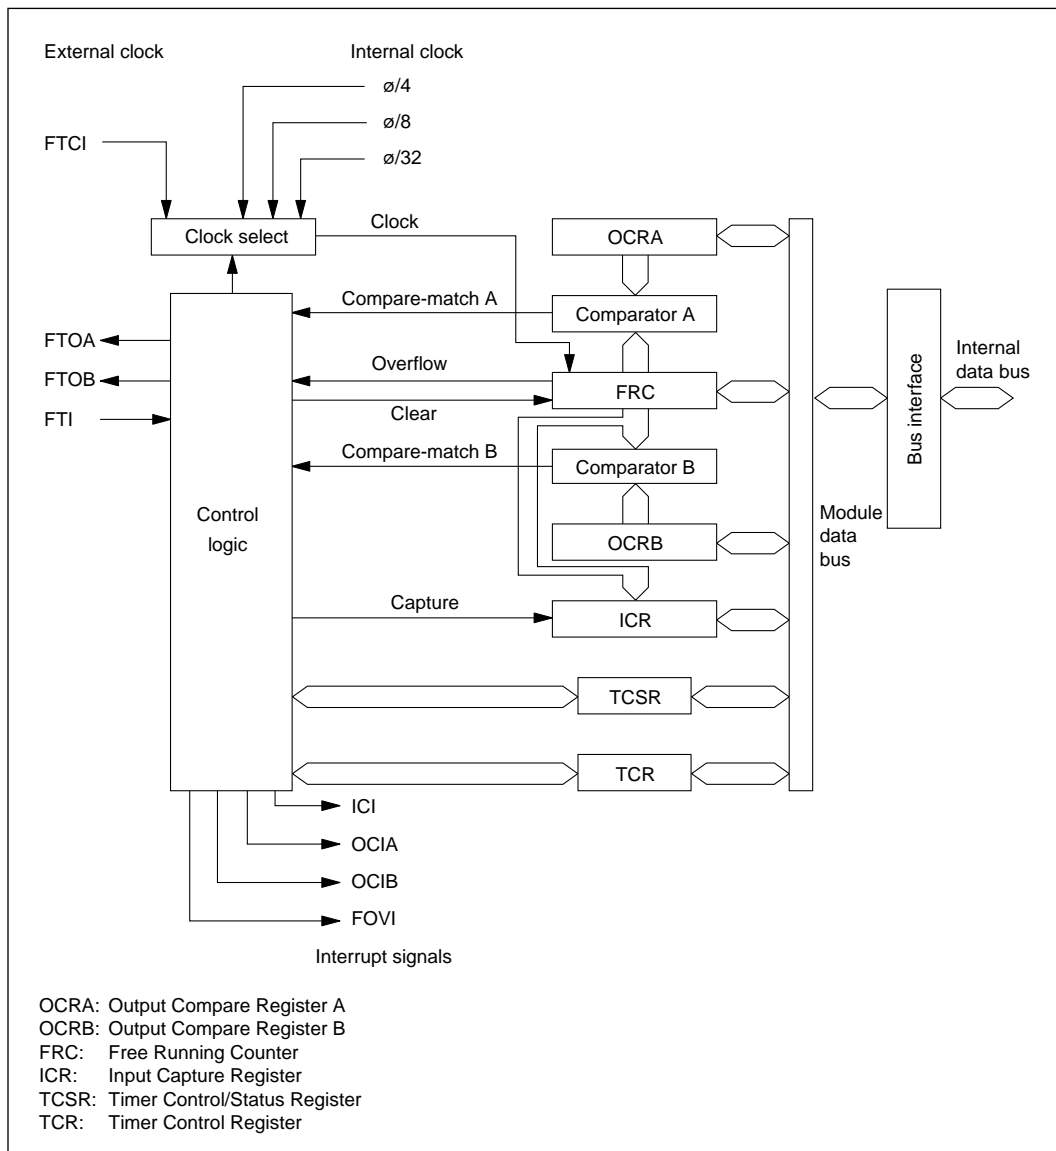 External clock
Internal clock
ø/4
ø/8
FTCI
ø/32
Clock select
Clock
OCRA
Compare-match A
Comparator A
FTOA
Overflow
FTOB
FRC
Internal
data bus
Clear
FTI
Bus interface
Compare-match B
Comparator B
Control
logic
Module
data
bus
OCRB
Capture
ICR
TCSR
TCR
ICI
OCIA
OCIB
FOVI
Interrupt signals
OCRA: Output Compare Register A
OCRB: Output Compare Register B
FRC: Free Running Counter
ICR: Input Capture Register
TCSR: Timer Control/Status Register
TCR: Timer Control Register